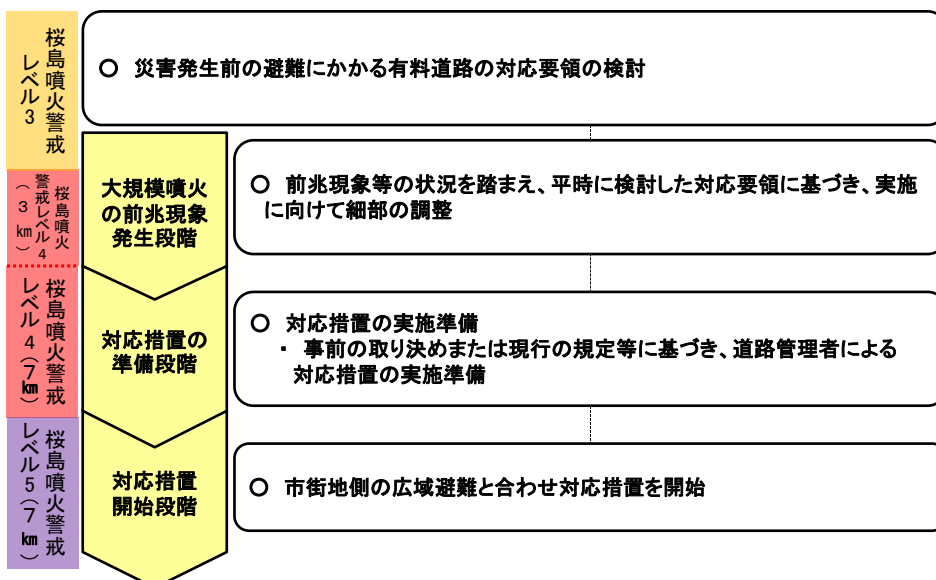 桜島噴火警戒
レベル3
○ 災害発生前の避難にかかる有料道路の対応要領の検討
桜島噴火
警戒レベル4
(3km)
大規模噴火
の前兆現象
発生段階
○ 前兆現象等の状況を踏まえ、平時に検討した対応要領に基づき、実施
に向けて細部の調整
桜島噴火警戒
レベル4(7km)
対応措置の
準備段階
○ 対応措置の実施準備
・ 事前の取り決めまたは現行の規定等に基づき、道路管理者による
対応措置の実施準備
桜島噴火警戒
レベル5(7km)
対応措置
開始段階
○ 市街地側の広域避難と合わせ対応措置を開始